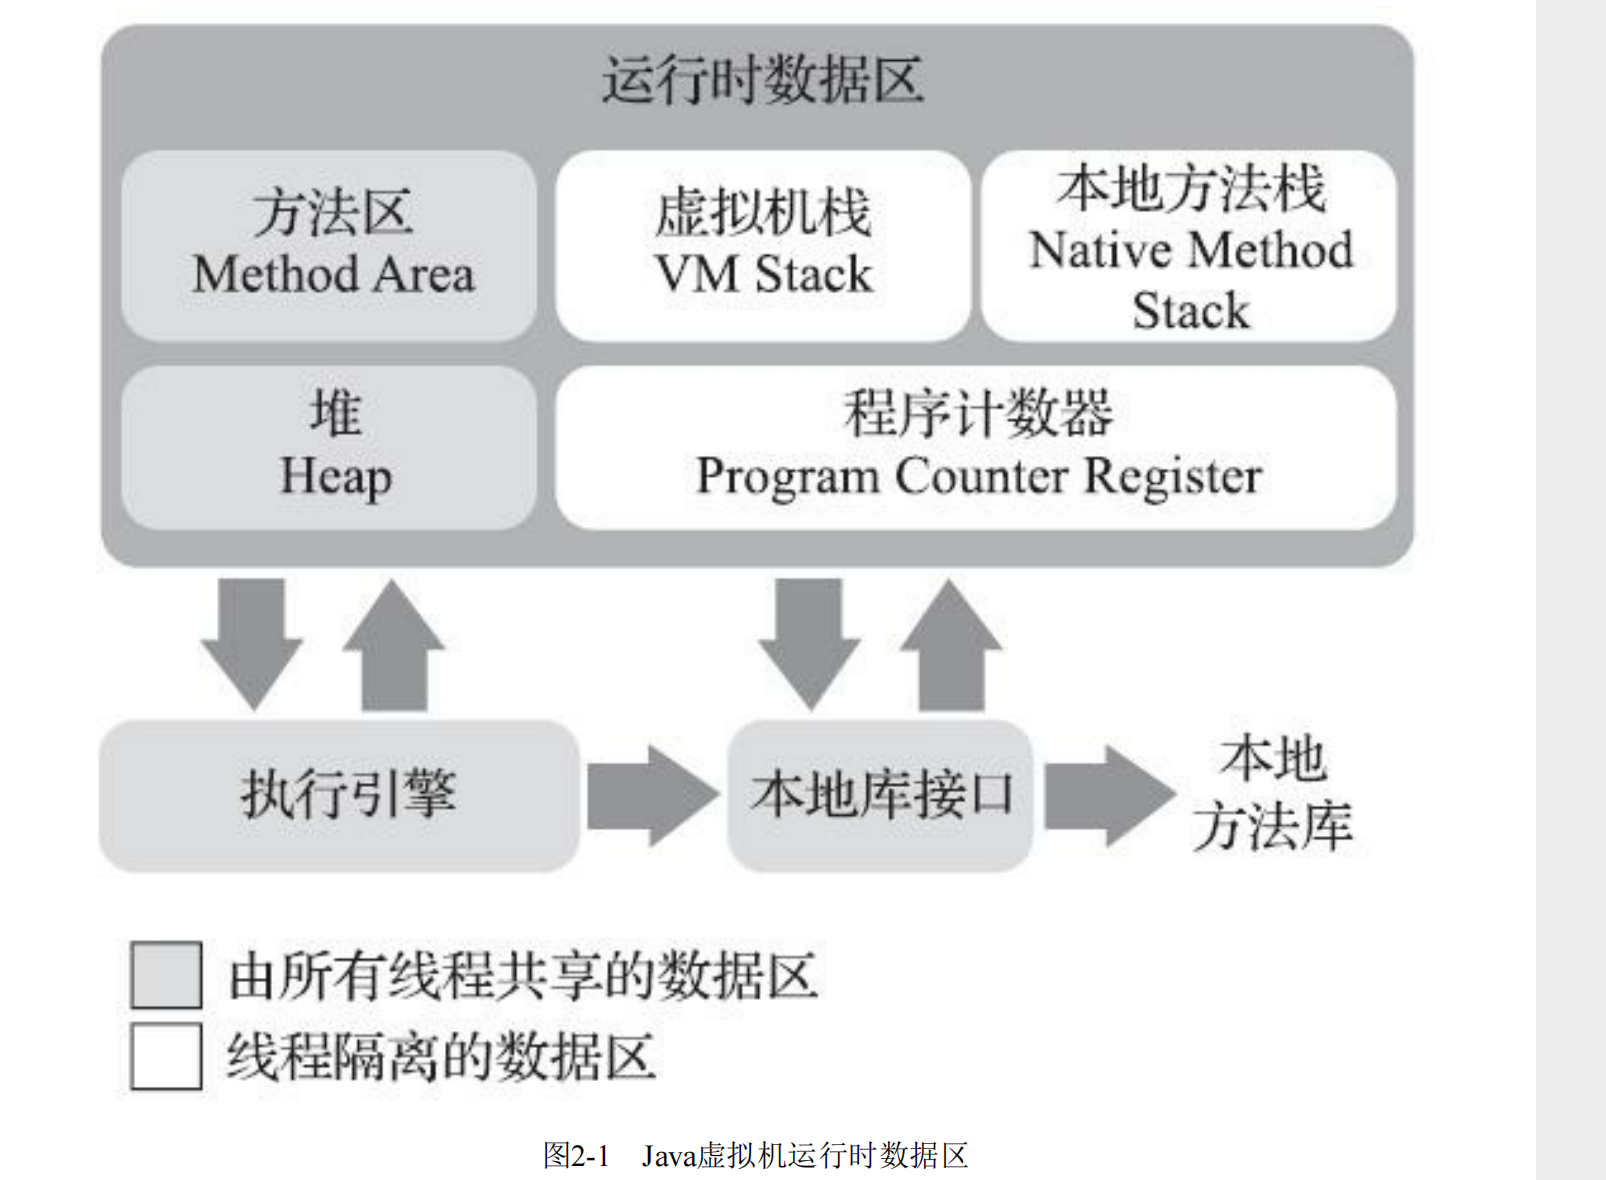 运行时数据区
方法区
Method Area
虚拟机栈
VM Stack
本地方法栈
Native Method
Stack
堆
Heap
程序计数器
Program Counter Register
执行引擎
本地库接口
本地
方法库
由所有线程共享的数据区
线程隔离的数据区
图2-1 Java虚拟机运行时数据区